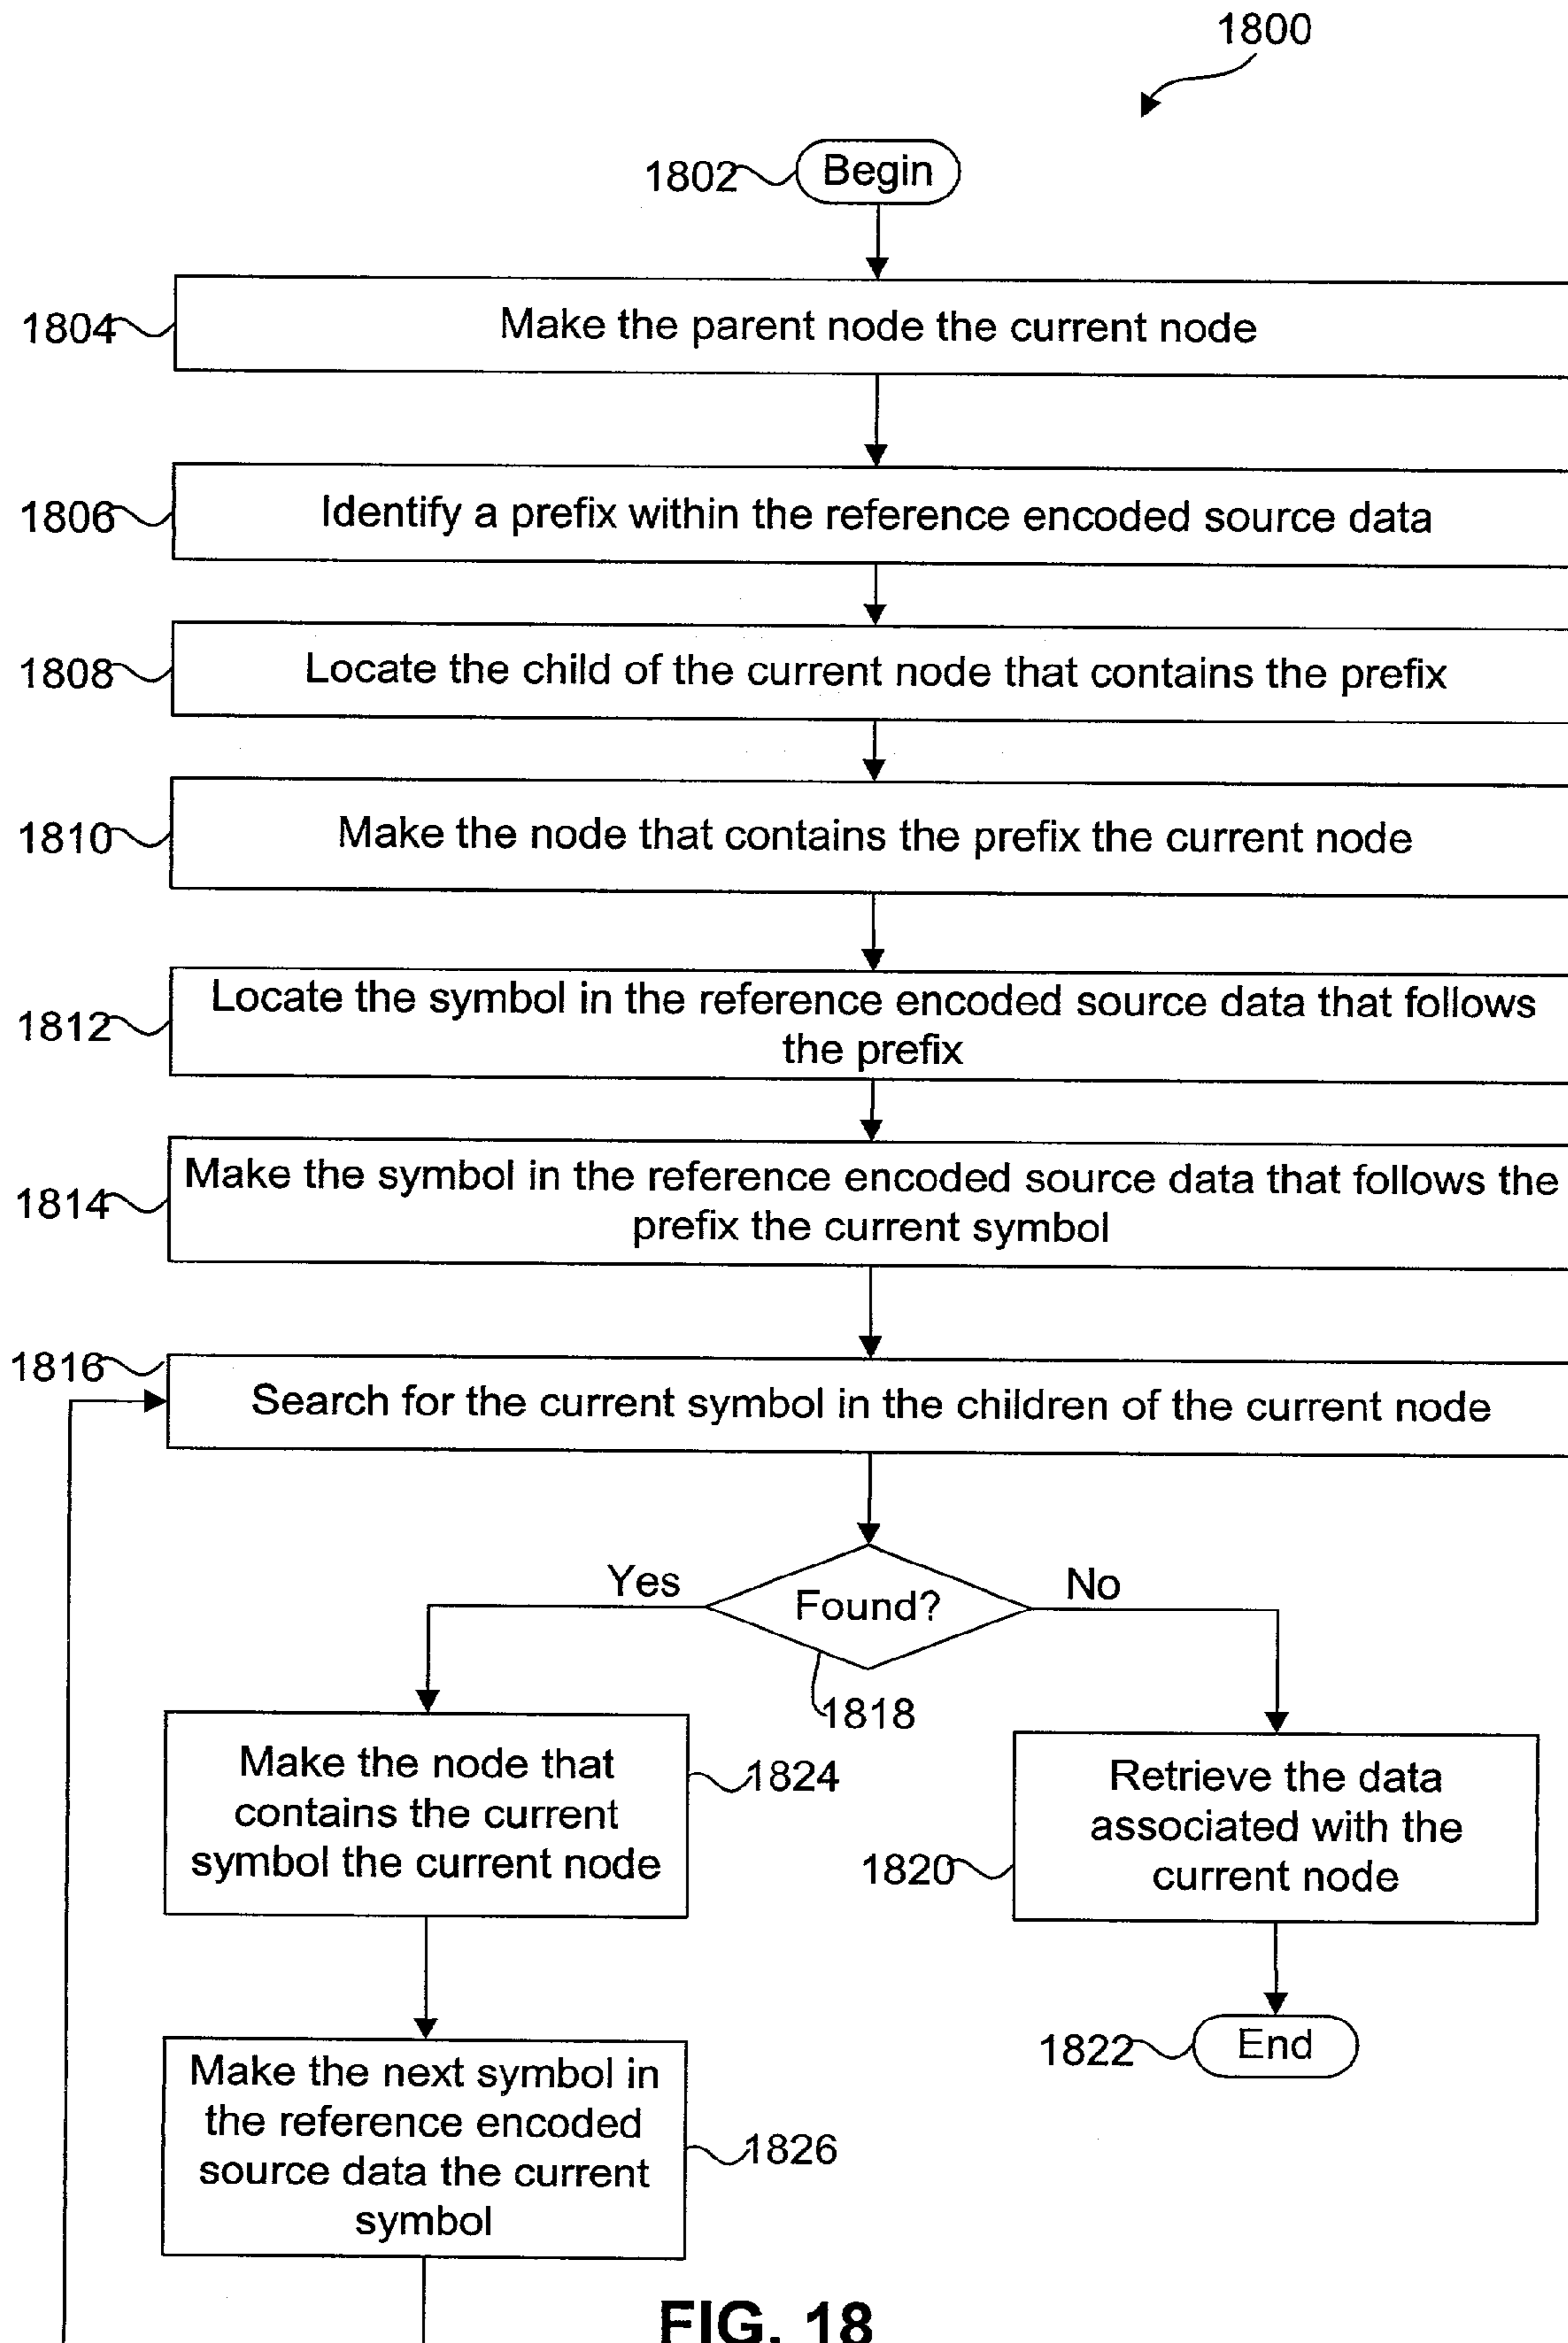 1800
1802
Begin
1804
Make the parent node the current node
1806
Identify a prefix within the reference encoded source data
1808
Locate the child of the current node that contains the prefix
1810
Make the node that contains the prefix the current node
1812
Locate the symbol in the reference encoded source data that follows
the prefix
1814
Make the symbol in the reference encoded source data that follows the
prefix the current symbol
1816
Search for the current symbol in the children of the current node
Yes
Found?
No
1818
Make the node that
contains the current
symbol the current node
1824
Retrieve the data
associated with the
current node
1820
Make the next symbol in
the reference encoded
source data the current
symbol
1826
1822
End
FIG. 18